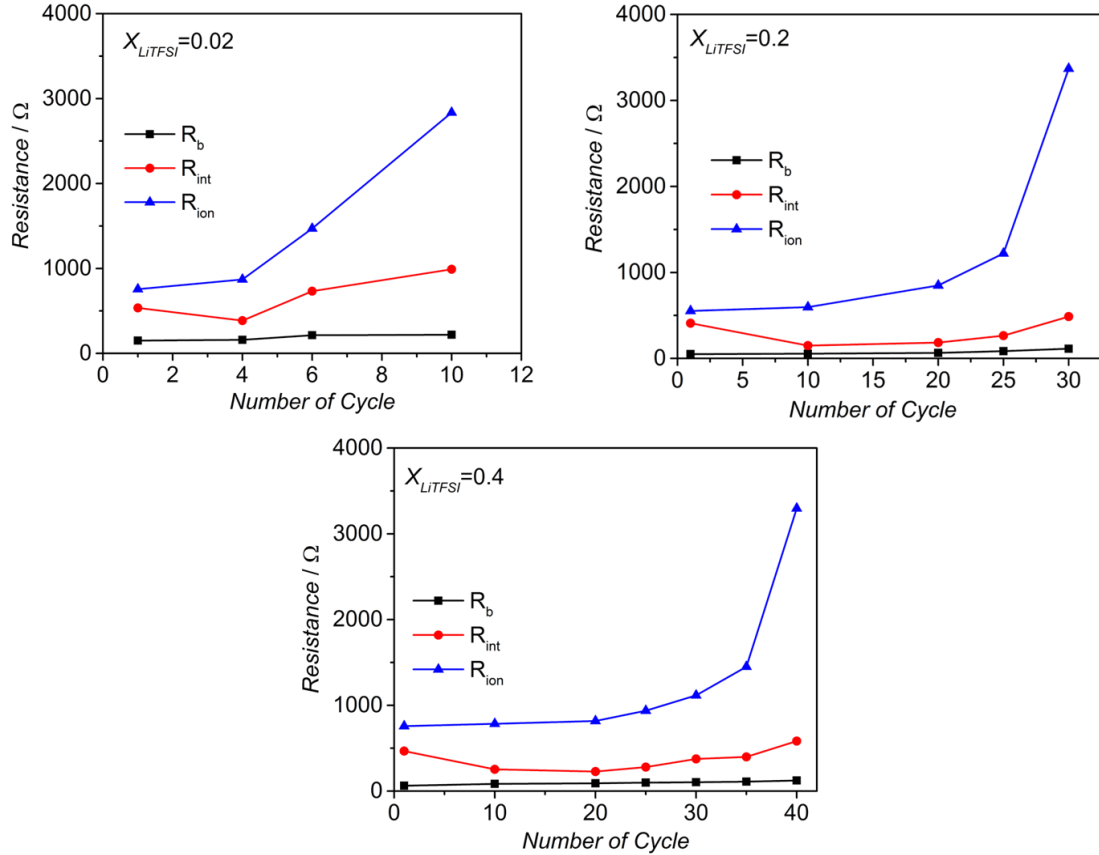 X_LiTFSI=0.02
Resistance / Ω
4000
3000
2000
1000
0
R_b
R_int
R_ion
0 2 4 6 8 10 12
Number of Cycle
X_LiTFSI=0.2
Resistance / Ω
4000
3000
2000
1000
0
R_b
R_int
R_ion
0 5 10 15 20 25 30
Number of Cycle
X_LiTFSI=0.4
Resistance / Ω
4000
3000
2000
1000
0
R_b
R_int
R_ion
0 10 20 30 40
Number of Cycle